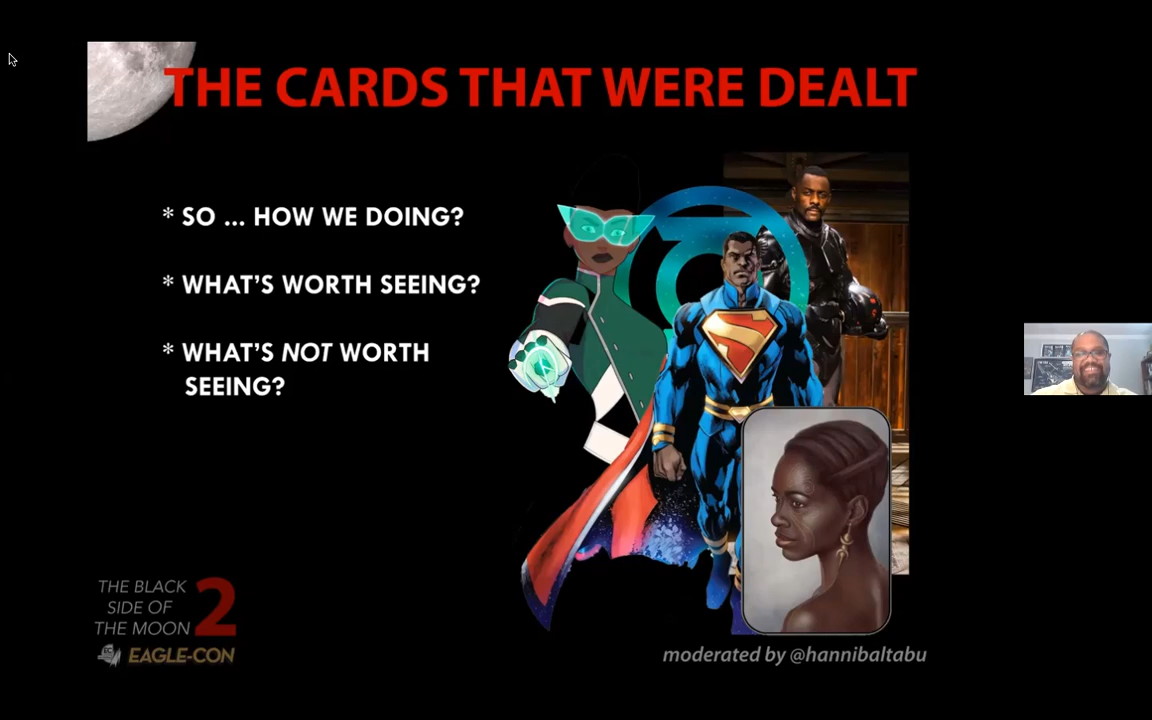 THE CARDS THAT WERE DEALT
* SO ... HOW WE DOING?
* WHAT'S WORTH SEEING?
* WHAT'S NOT WORTH
SEEING?
THE BLACK
SIDE OF
THE MOON 2
EAGLE-CON
moderated by @hannibaltabu